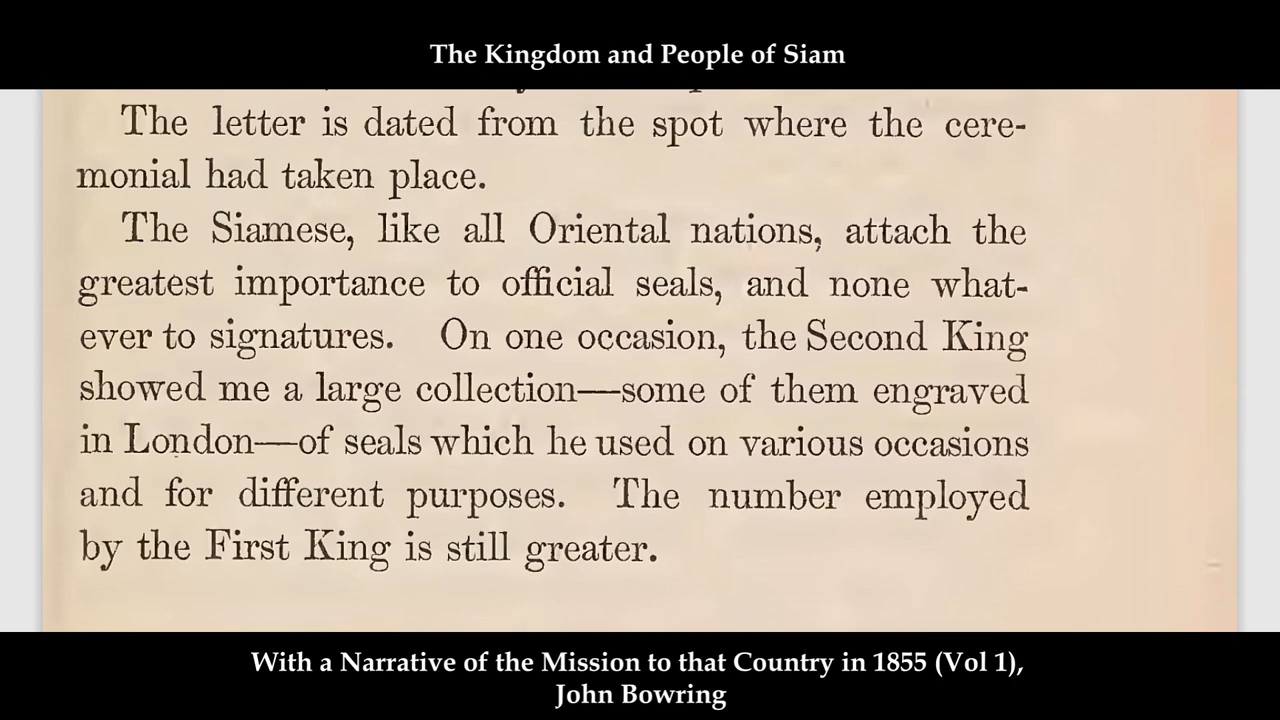 The Kingdom and People of Siam
The letter is dated from the spot where the cere-
monial had taken place.
The Siamese, like all Oriental nations, attach the
greatest importance to official seals, and none what-
ever to signatures. On one occasion, the Second King
showed me a large collection—some of them engraved
in London—of seals which he used on various occasions
and for different purposes. The number employed
by the First King is still greater.
With a Narrative of the Mission to that Country in 1855 (Vol 1),
John Bowring